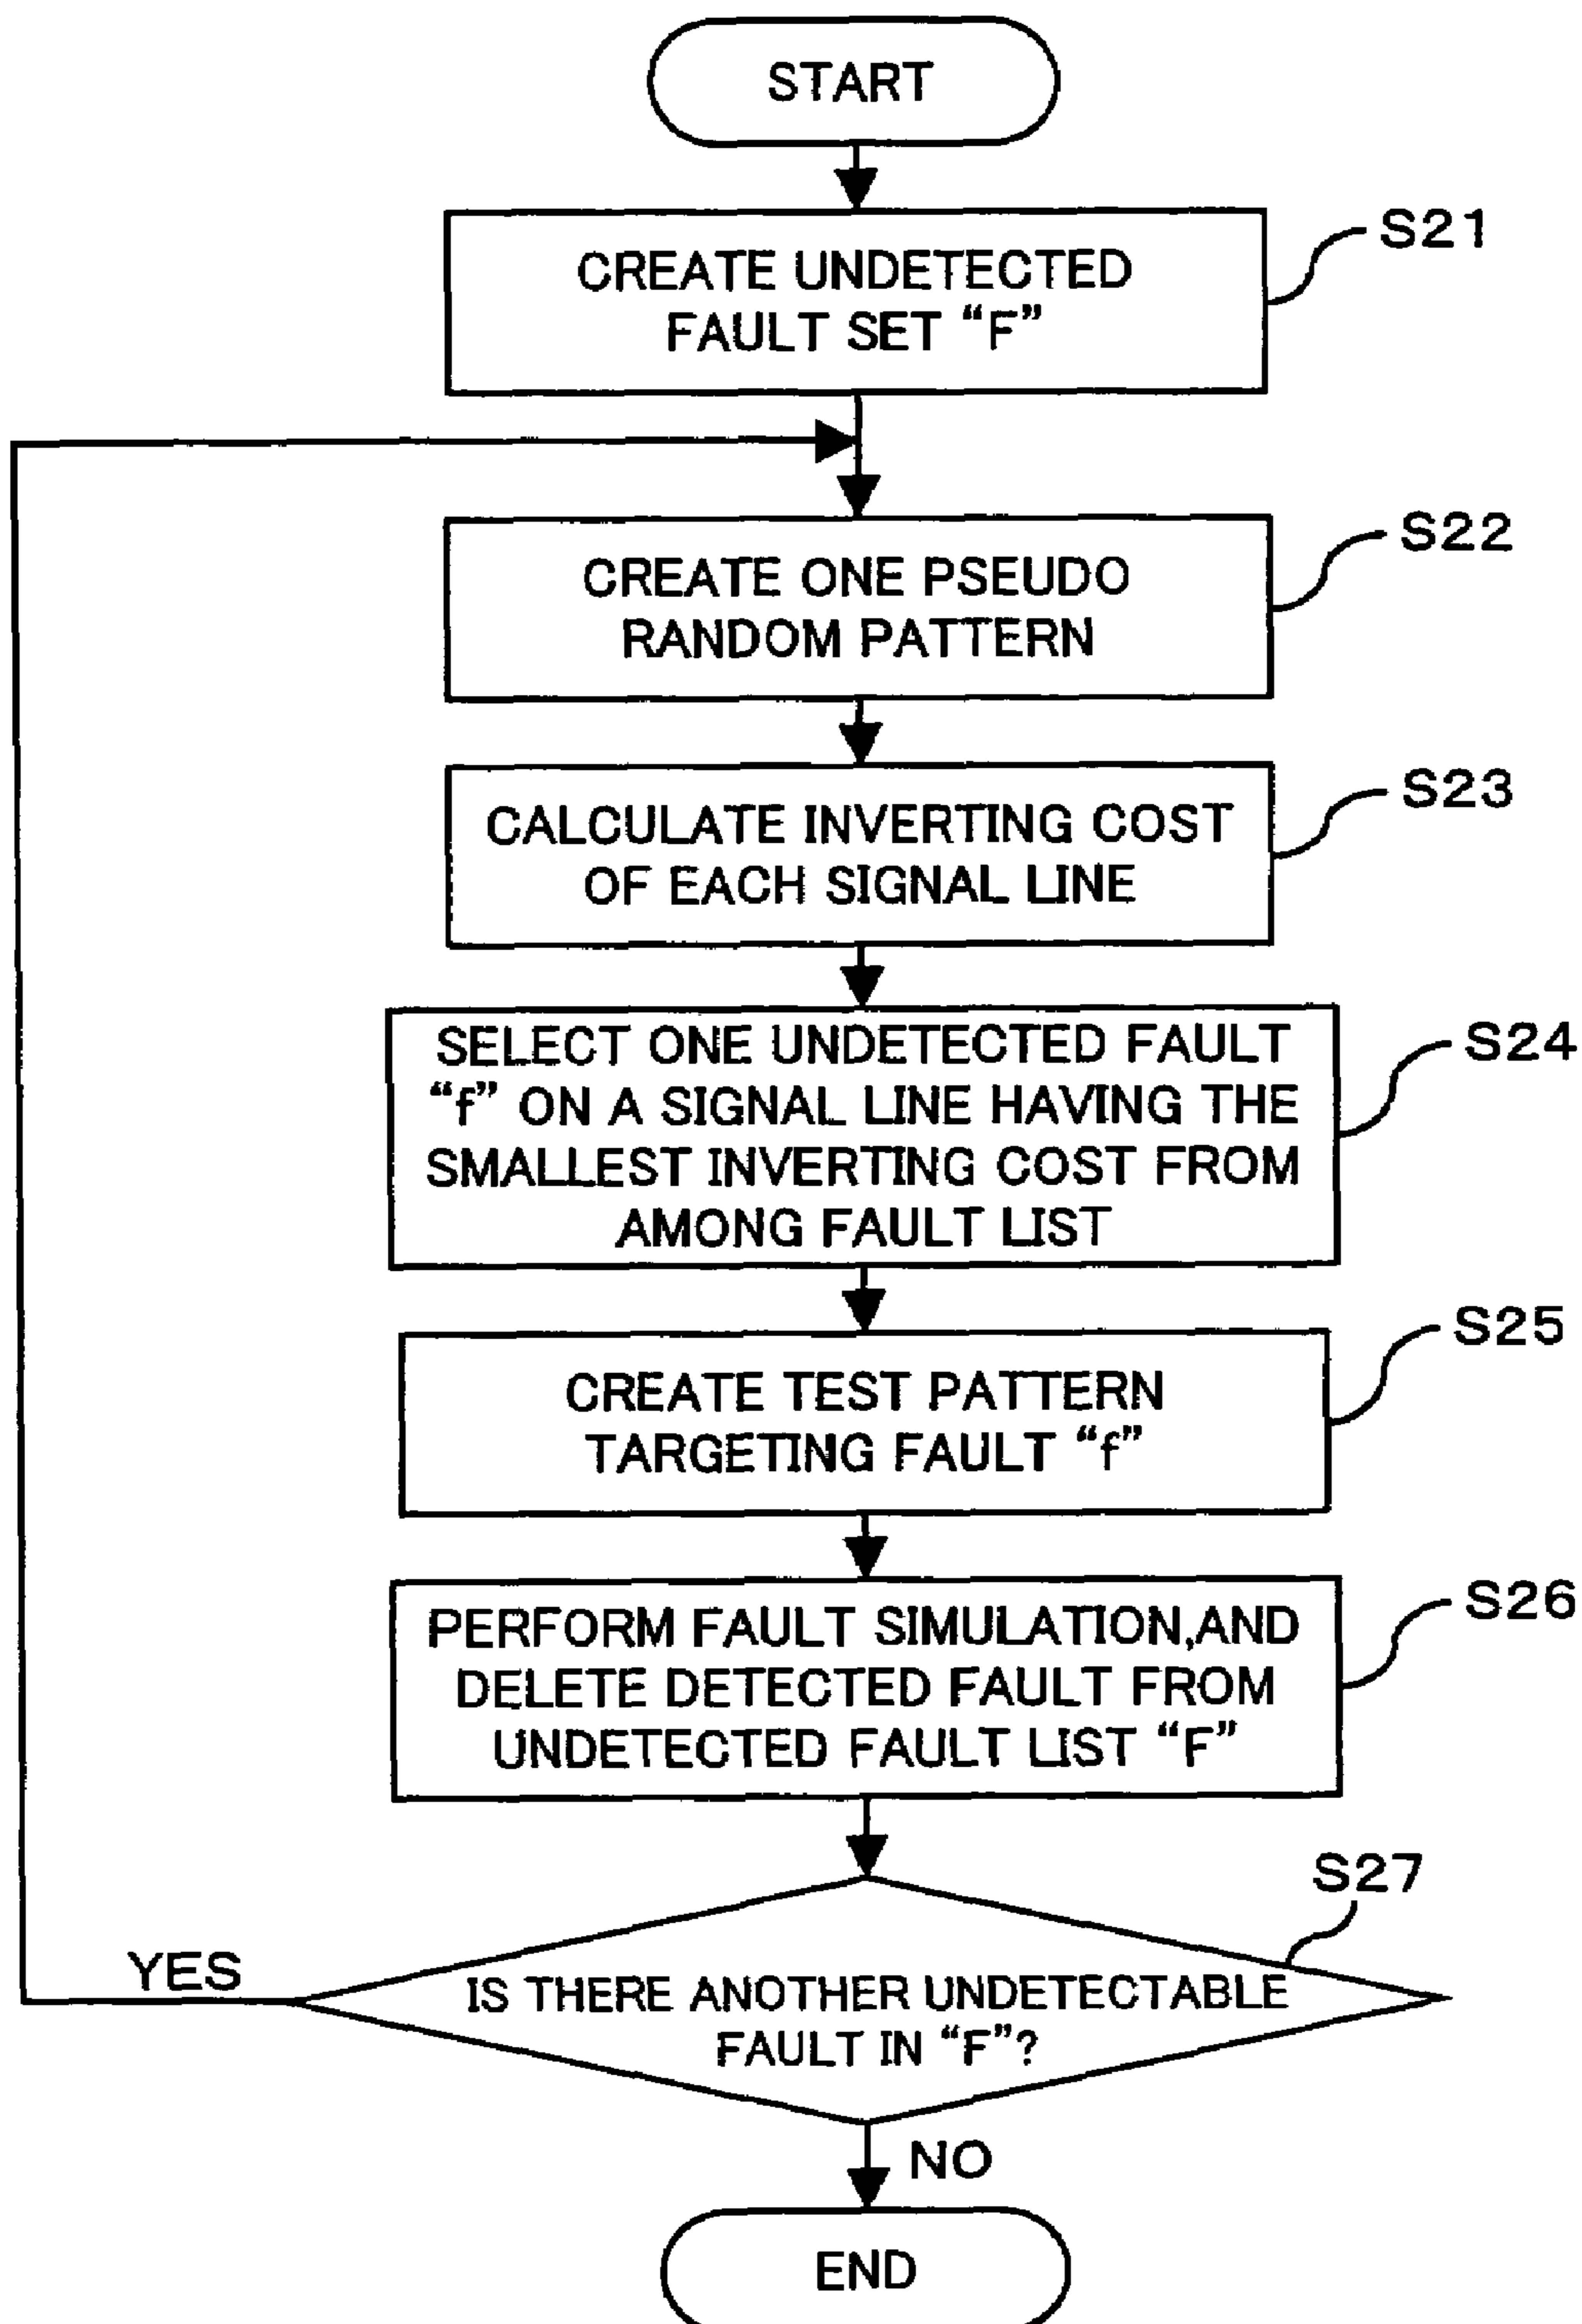 START
S21
CREATE UNDETECTED
FAULT SET “F”
S22
CREATE ONE PSEUDO
RANDOM PATTERN
S23
CALCULATE INVERTING COST
OF EACH SIGNAL LINE
S24
SELECT ONE UNDETECTED FAULT
“f” ON A SIGNAL LINE HAVING THE
SMALLEST INVERTING COST FROM
AMONG FAULT LIST
S25
CREATE TEST PATTERN
TARGETING FAULT “f”
S26
PERFORM FAULT SIMULATION,AND
DELETE DETECTED FAULT FROM
UNDETECTED FAULT LIST “F”
S27
YES
IS THERE ANOTHER UNDETECTABLE
FAULT IN “F”?
NO
END